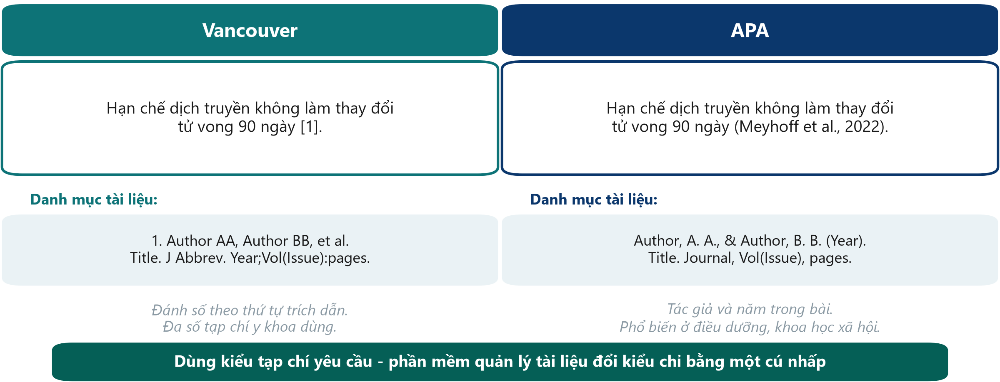 Vancouver
Hạn chế dịch truyền không làm thay đổi
tử vong 90 ngày [1].
Danh mục tài liệu:
1. Author AA, Author BB, et al.
Title. J Abbrev. Year;Vol(Issue):pages.
Đánh số theo thứ tự trích dẫn.
Đa số tạp chí y khoa dùng.
APA
Hạn chế dịch truyền không làm thay đổi
tử vong 90 ngày (Meyhoff et al., 2022).
Danh mục tài liệu:
Author, A. A., & Author, B. B. (Year).
Title. Journal, Vol(Issue), pages.
Tác giả và năm trong bài.
Phổ biến ở điều dưỡng, khoa học xã hội.
Dùng kiểu tạp chí yêu cầu - phần mềm quản lý tài liệu đổi kiểu chỉ bằng một cú nhấp